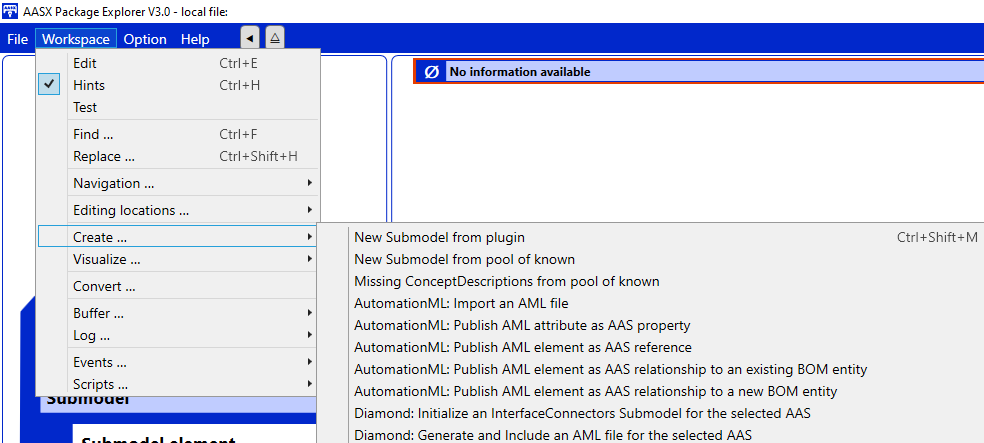 AASX Package Explorer V3.0 - local file:
File Workspace Option Help
Edit Ctrl+E
Hints Ctrl+H
Test
Find ... Ctrl+F
Replace ... Ctrl+Shift+H
Navigation ...
Editing locations ...
Create ...
Visualize ...
Convert ...
Buffer ...
Log ...
Events ...
Scripts ...
No information available
New Submodel from plugin Ctrl+Shift+M
New Submodel from pool of known
Missing ConceptDescriptions from pool of known
AutomationML: Import an AML file
AutomationML: Publish AML attribute as AAS property
AutomationML: Publish AML element as AAS reference
AutomationML: Publish AML element as AAS relationship to an existing BOM entity
AutomationML: Publish AML element as AAS relationship to a new BOM entity
Diamond: Initialize an InterfaceConnectors Submodel for the selected AAS
Diamond: Generate and Include an AML file for the selected AAS
Submodel
Submodel element